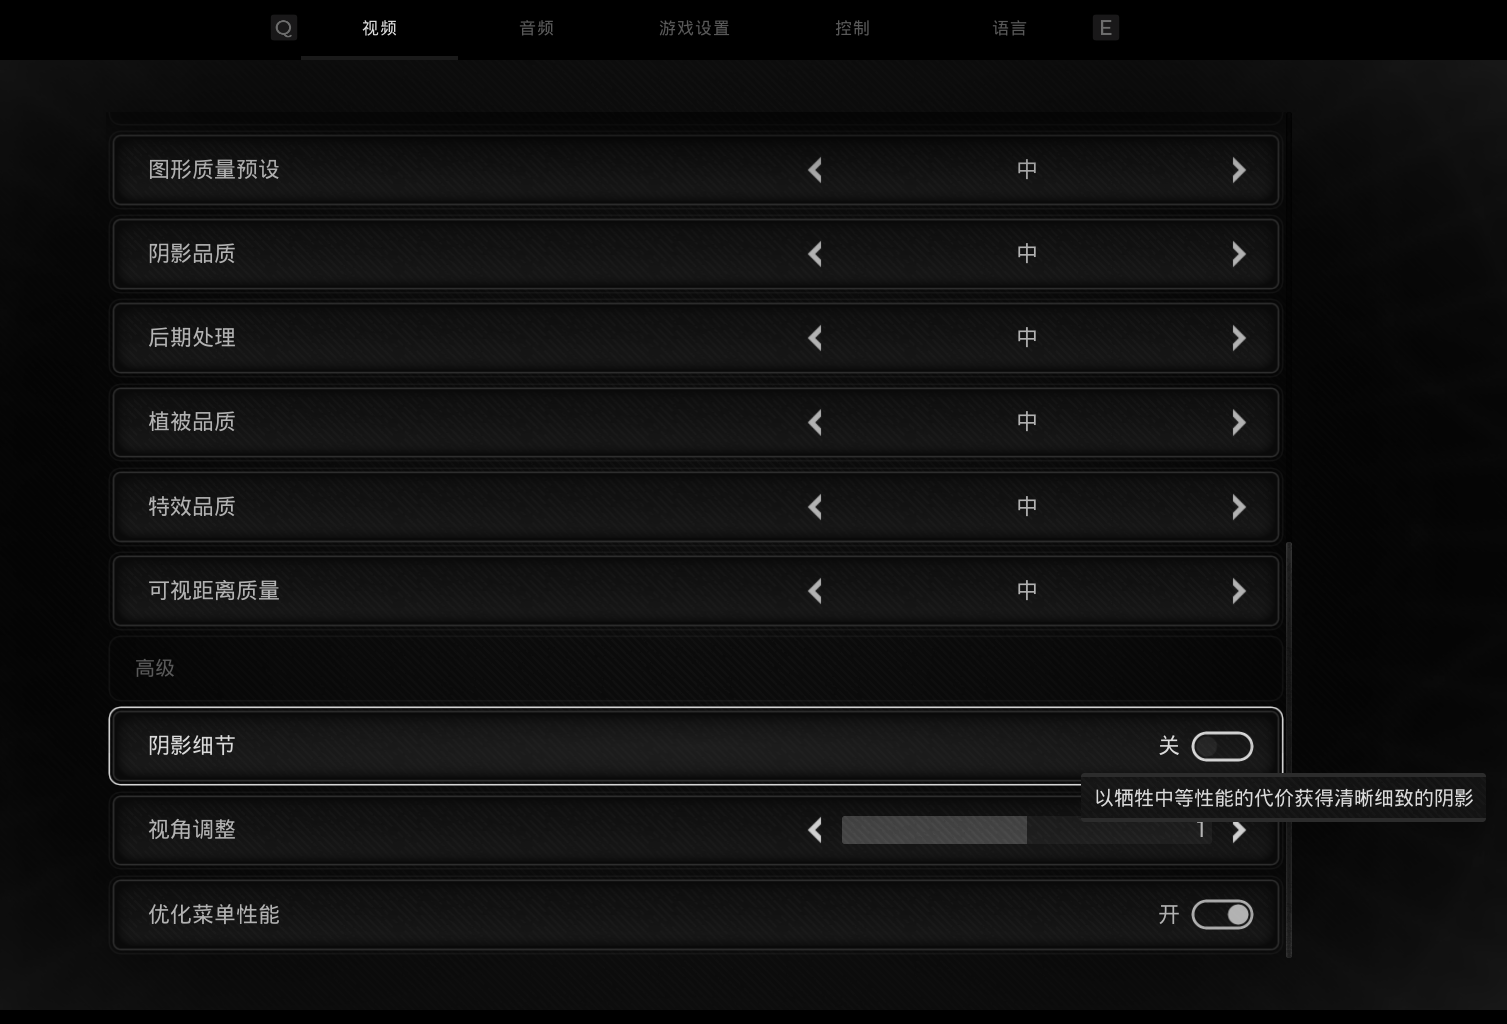 Q 视频 音频 游戏设置 控制 语言 E
图形质量预设 中
阴影品质 中
后期处理 中
植被品质 中
特效品质 中
可视距离质量 中
高级
阴影细节 关
以牺牲中等性能的代价获得清晰细致的阴影
视角调整 1
优化菜单性能 开